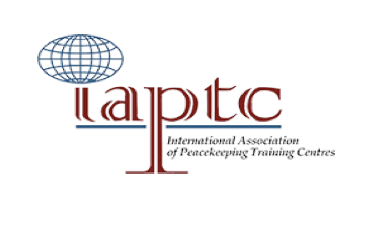 iaptc
International Association
of Peacekeeping Training Centres